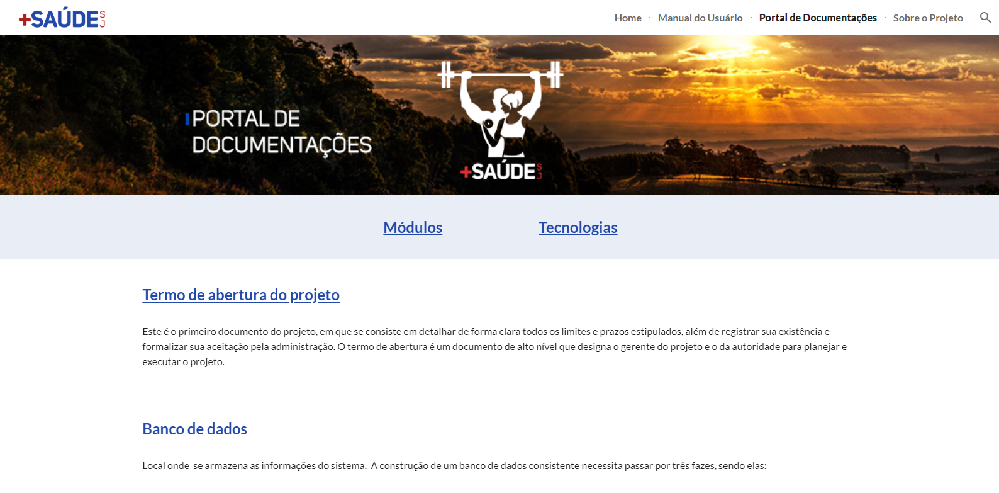 +SAÚDE SJ
Home · Manual do Usuário · Portal de Documentações · Sobre o Projeto
PORTAL DE
DOCUMENTAÇÕES
+SAÚDE SJ
Módulos Tecnologias
Termo de abertura do projeto
Este é o primeiro documento do projeto, em que se consiste em detalhar de forma clara todos os limites e prazos estipulados, além de registrar sua existência e
formalizar sua aceitação pela administração. O termo de abertura é um documento de alto nível que designa o gerente do projeto e o da autoridade para planejar e
executar o projeto.
Banco de dados
Local onde  se armazena as informações do sistema.  A construção de um banco de dados consistente necessita passar por três fazes, sendo elas: